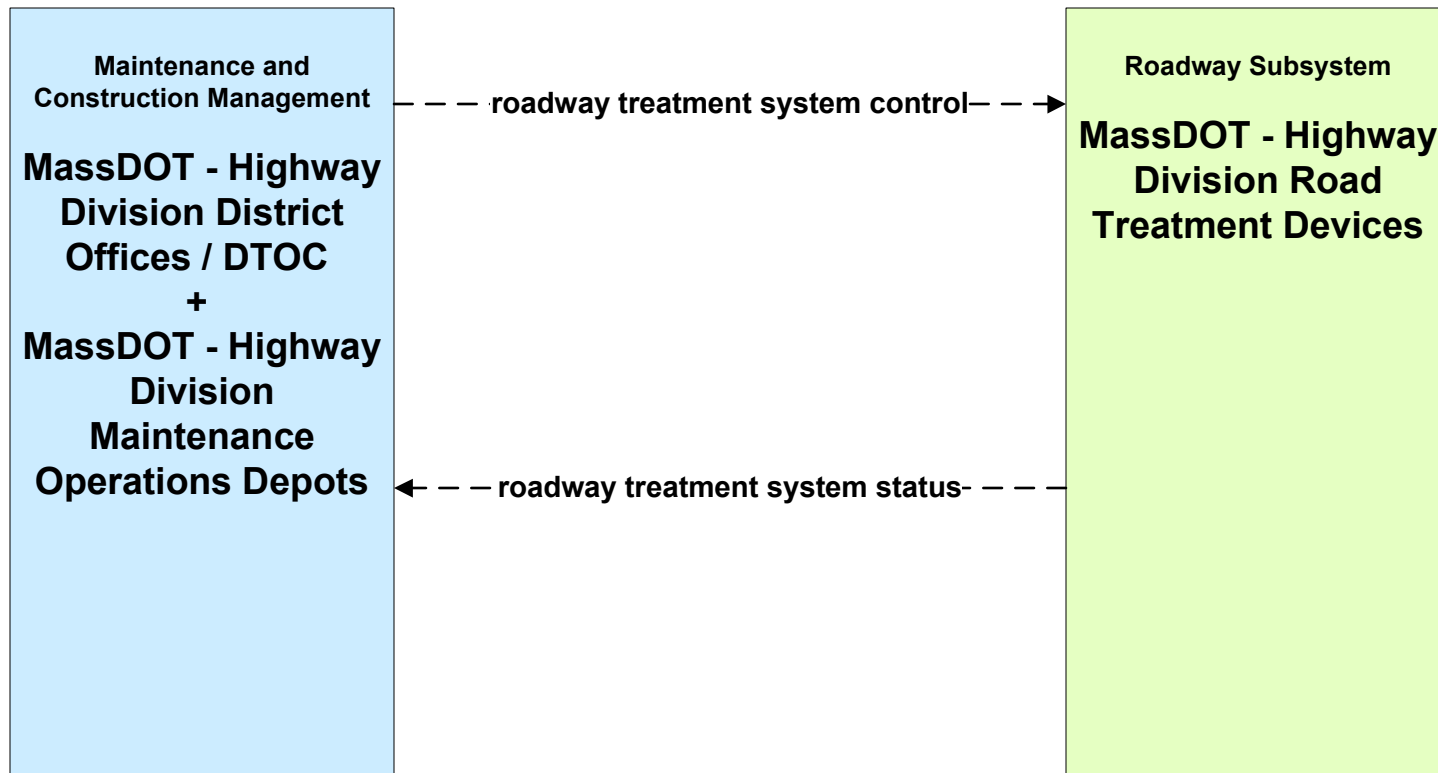 Maintenance and
Construction Management
MassDOT - Highway
Division District
Offices / DTOC
+
MassDOT - Highway
Division
Maintenance
Operations Depots
roadway treatment system control
roadway treatment system status
Roadway Subsystem
MassDOT - Highway
Division Road
Treatment Devices